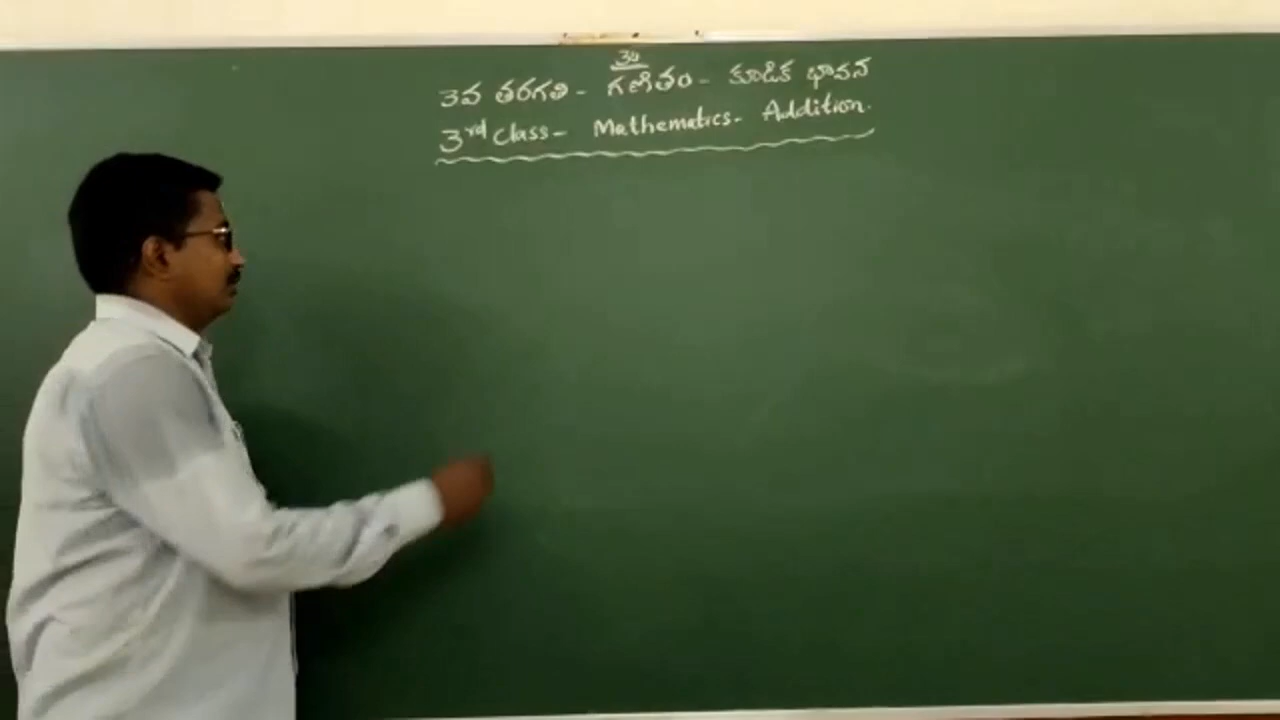 3వ తరగతి - గణితం - కూడిక భావన
3rd Class - Mathematics - Addition.